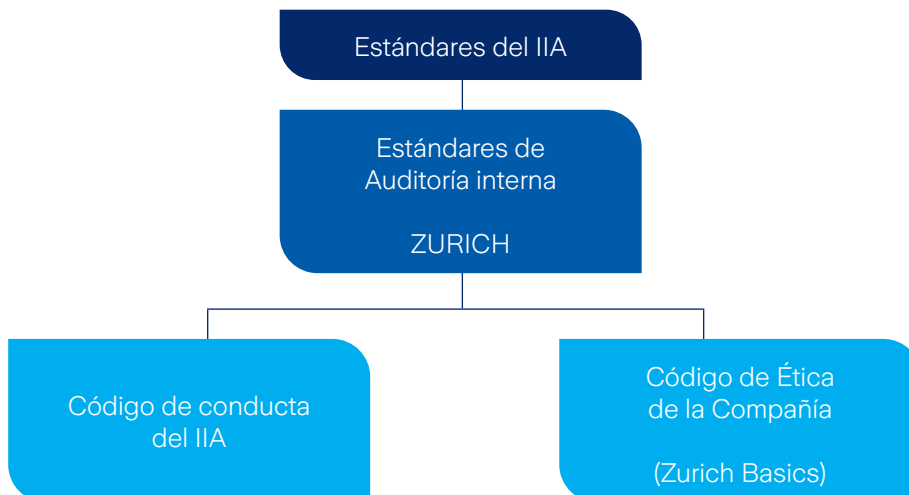 Estándares del IIA
Estándares de
Auditoría interna
ZURICH
Código de conducta
del IIA
Código de Ética
de la Compañía
(Zurich Basics)